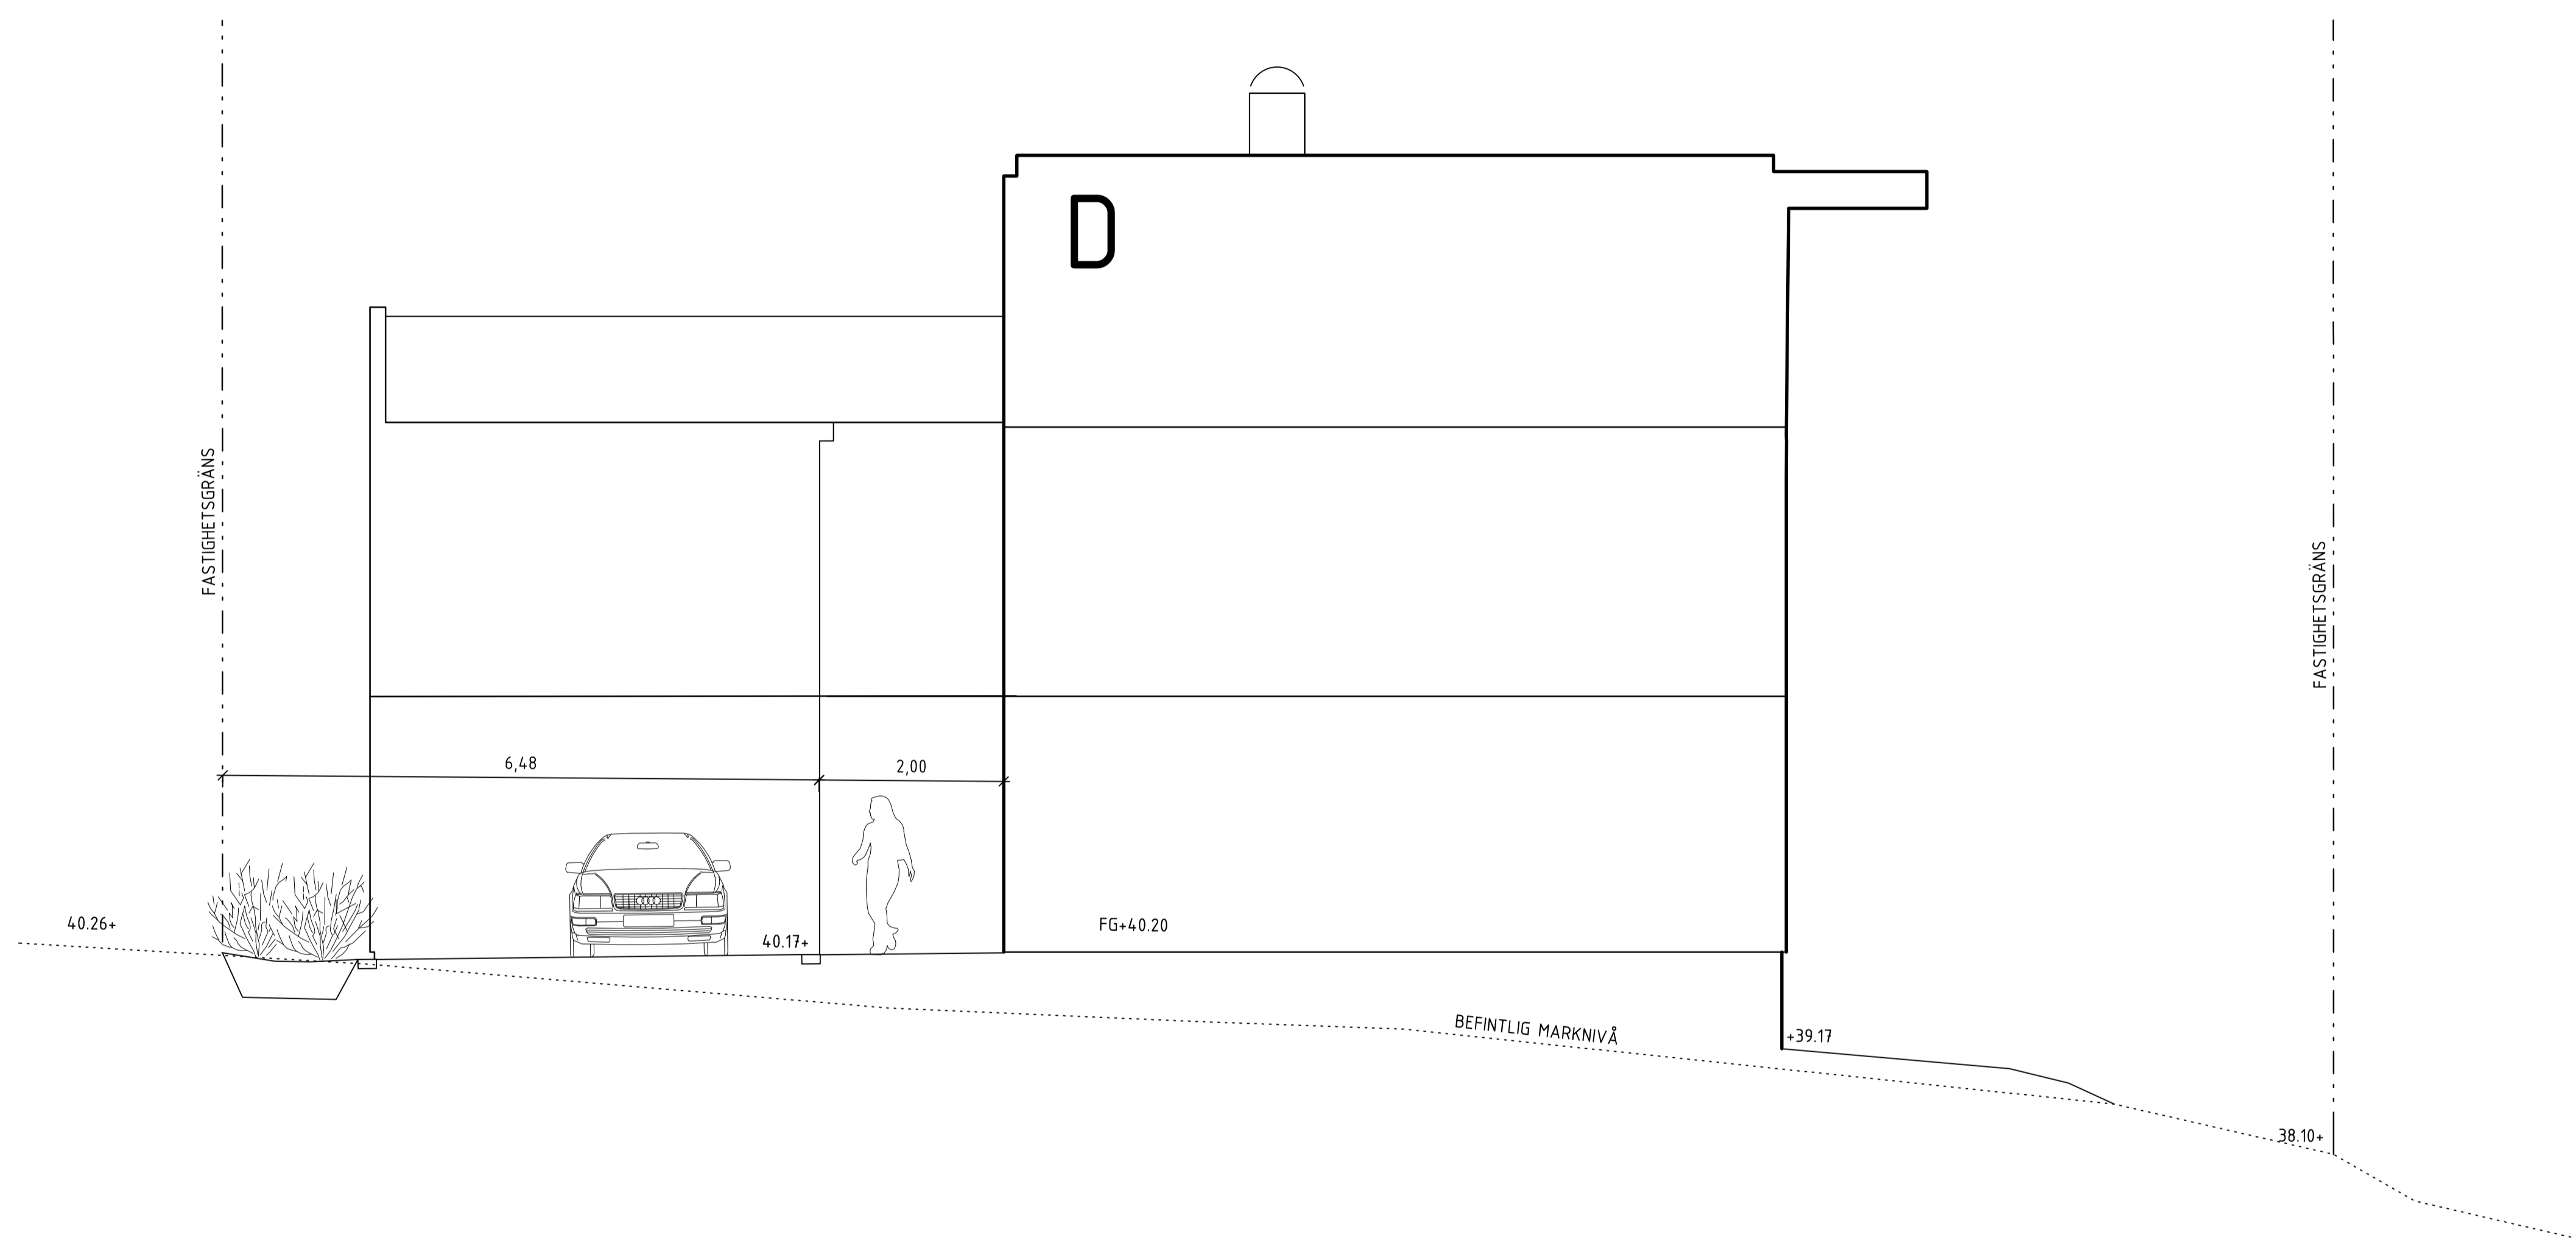 D
FASTIGHETSGRÄNS
FASTIGHETSGRÄNS
6,48
2,00
40.26+
40.17+
FG+40.20
BEFINTLIG MARKNIVÅ
+39.17
38.10+